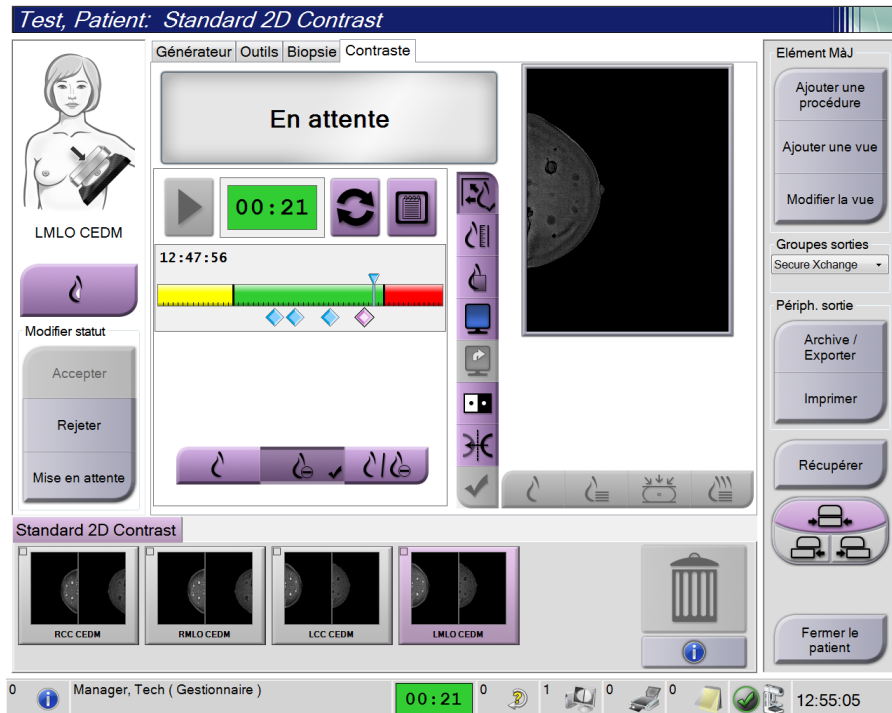 Test, Patient: Standard 2D Contrast
Générateur Outils Biopsie Contraste
En attente
00:21
12:47:56
LMLO CEDM
Modifier statut
Accepter
Rejeter
Mise en attente
Elément MàJ
Ajouter une
procédure
Ajouter une vue
Modifier la vue
Groupes sorties
Secure Xchange
Périph. sortie
Archive /
Exporter
Imprimer
Récupérer
Fermer le
patient
Standard 2D Contrast
RCC CEDM
RMLO CEDM
LCC CEDM
LMLO CEDM
0 Manager, Tech ( Gestionnaire ) 00:21 0 1 0 0 12:55:05